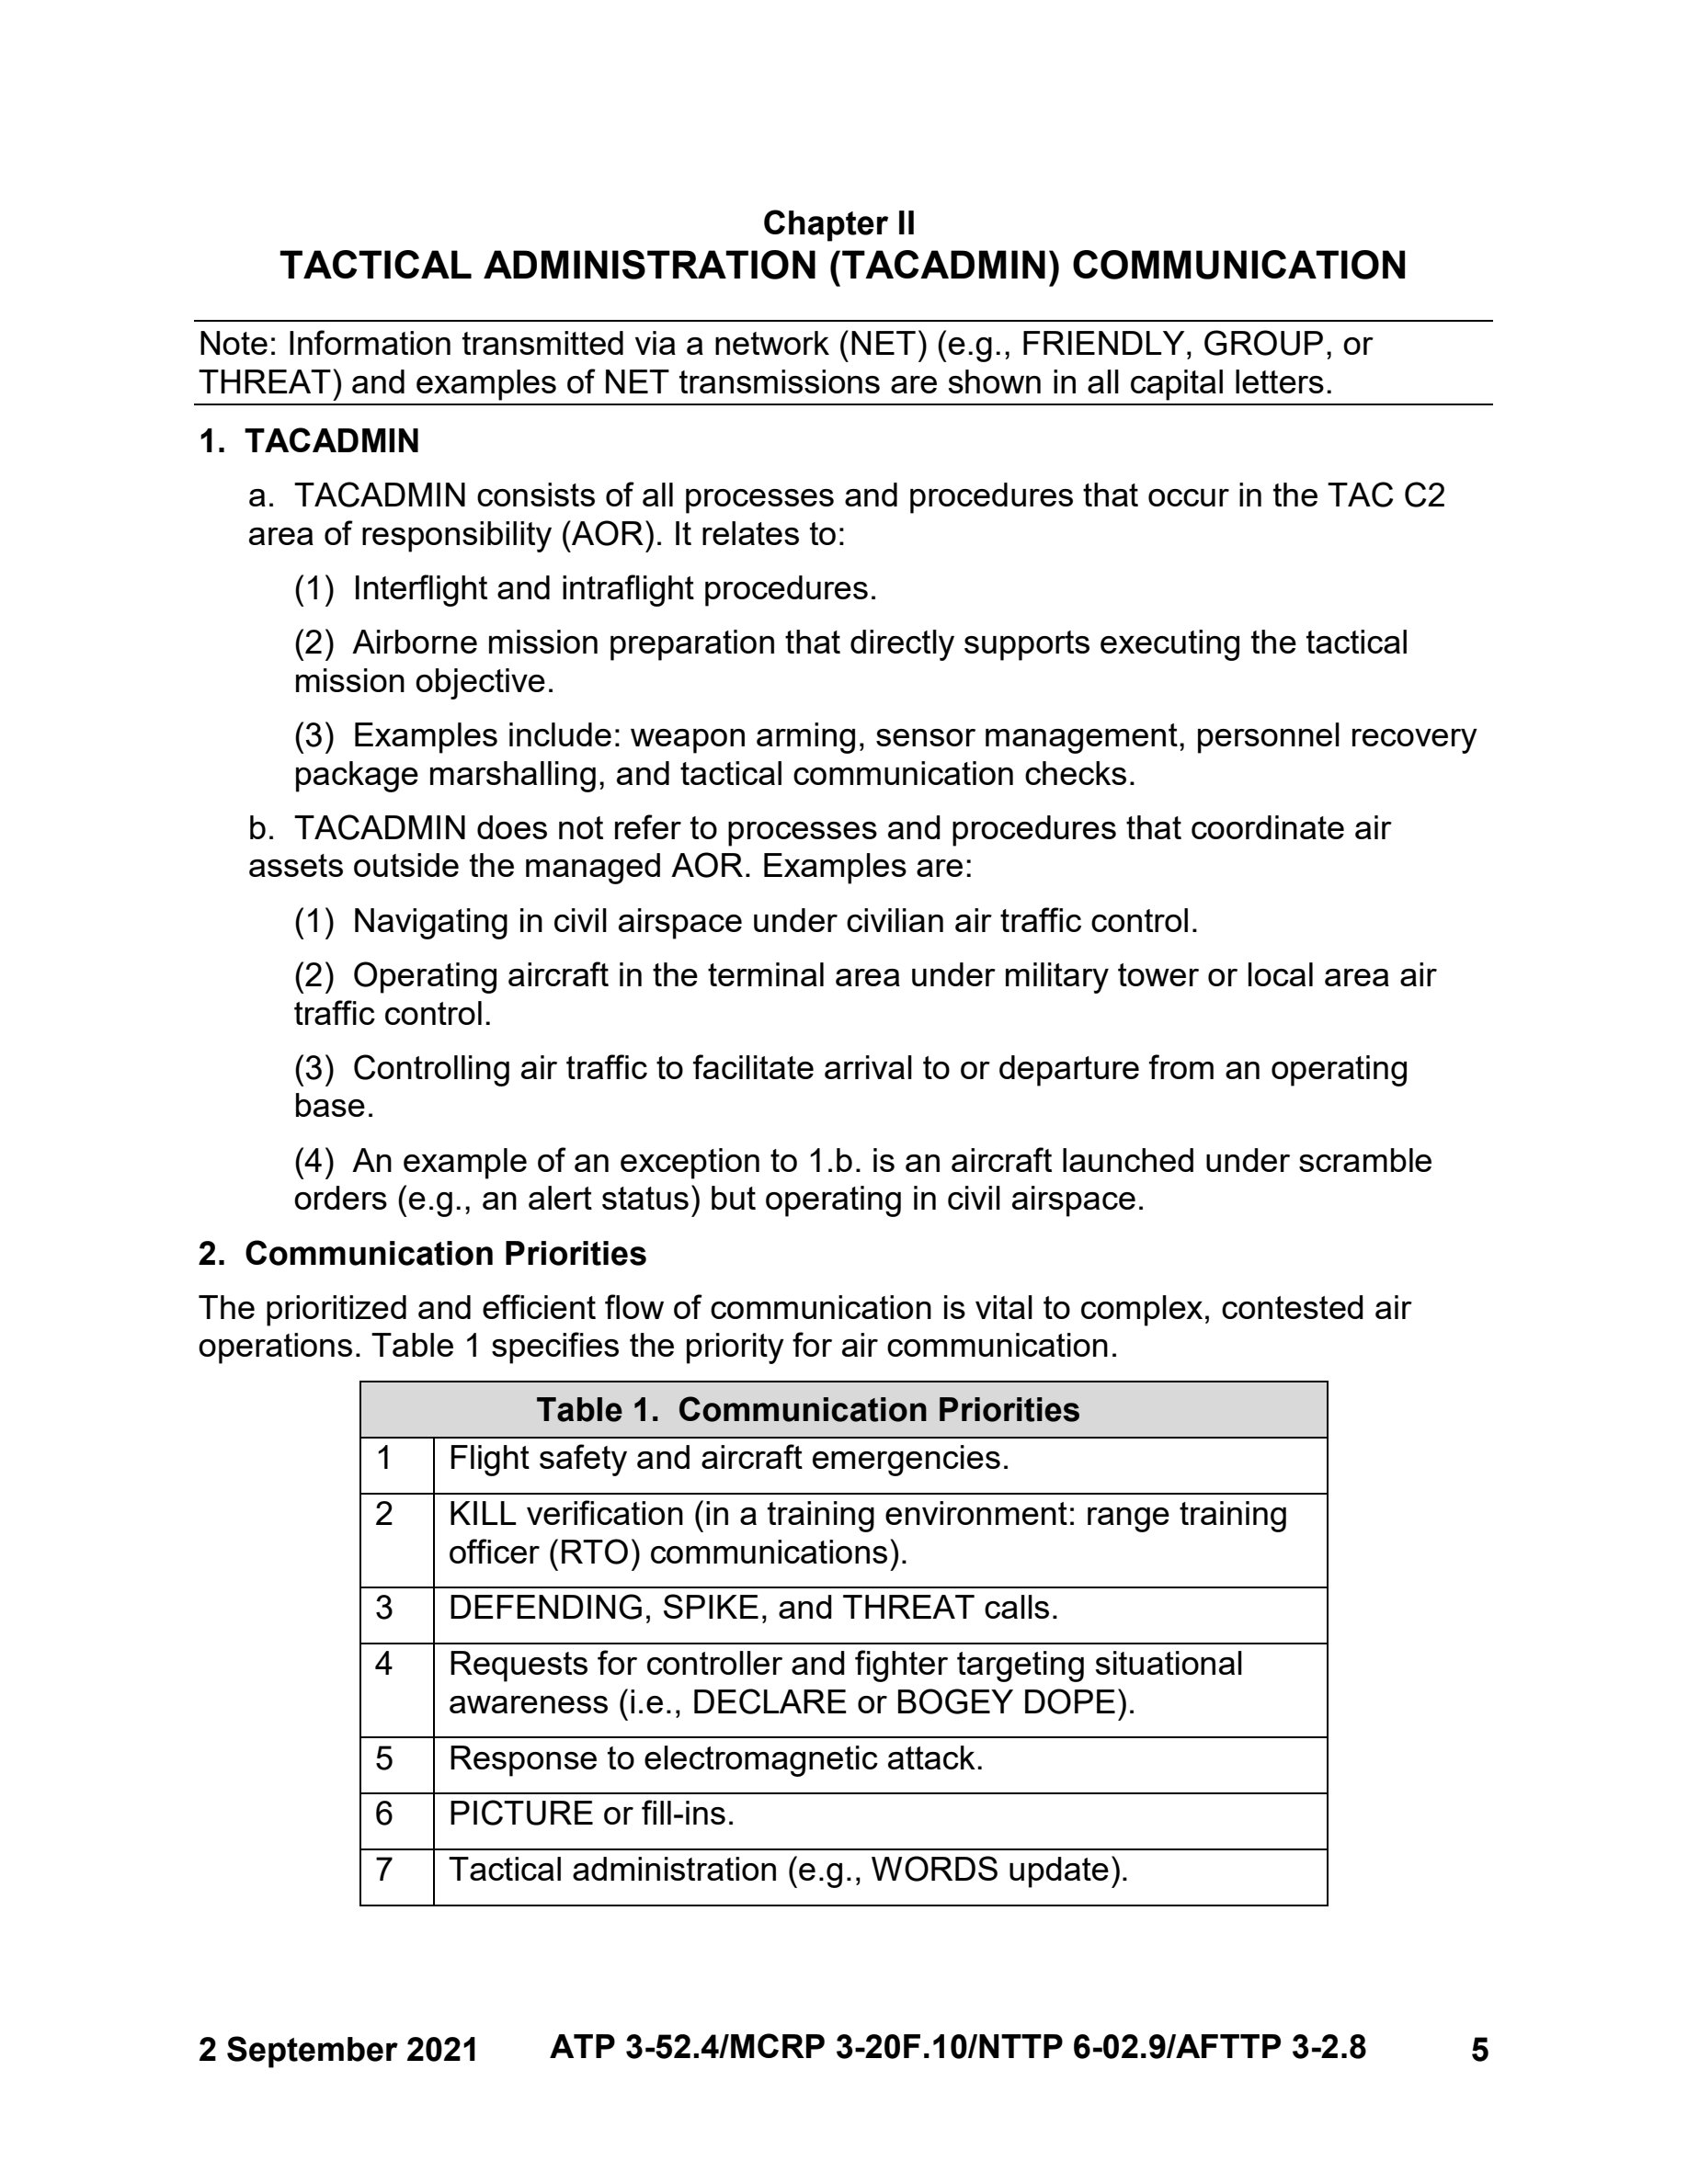 Chapter II
TACTICAL ADMINISTRATION (TACADMIN) COMMUNICATION
Note: Information transmitted via a network (NET) (e.g., FRIENDLY, GROUP, or
THREAT) and examples of NET transmissions are shown in all capital letters.
1. TACADMIN
a. TACADMIN consists of all processes and procedures that occur in the TAC C2
area of responsibility (AOR). It relates to:
(1) Interflight and intraflight procedures.
(2) Airborne mission preparation that directly supports executing the tactical
mission objective.
(3) Examples include: weapon arming, sensor management, personnel recovery
package marshalling, and tactical communication checks.
b. TACADMIN does not refer to processes and procedures that coordinate air
assets outside the managed AOR. Examples are:
(1) Navigating in civil airspace under civilian air traffic control.
(2) Operating aircraft in the terminal area under military tower or local area air
traffic control.
(3) Controlling air traffic to facilitate arrival to or departure from an operating
base.
(4) An example of an exception to 1.b. is an aircraft launched under scramble
orders (e.g., an alert status) but operating in civil airspace.
2. Communication Priorities
The prioritized and efficient flow of communication is vital to complex, contested air
operations. Table 1 specifies the priority for air communication.
Table 1. Communication Priorities
1 Flight safety and aircraft emergencies.
2 KILL verification (in a training environment: range training
officer (RTO) communications).
3 DEFENDING, SPIKE, and THREAT calls.
4 Requests for controller and fighter targeting situational
awareness (i.e., DECLARE or BOGEY DOPE).
5 Response to electromagnetic attack.
6 PICTURE or fill-ins.
7 Tactical administration (e.g., WORDS update).
2 September 2021 ATP 3-52.4/MCRP 3-20F.10/NTTP 6-02.9/AFTTP 3-2.8 5